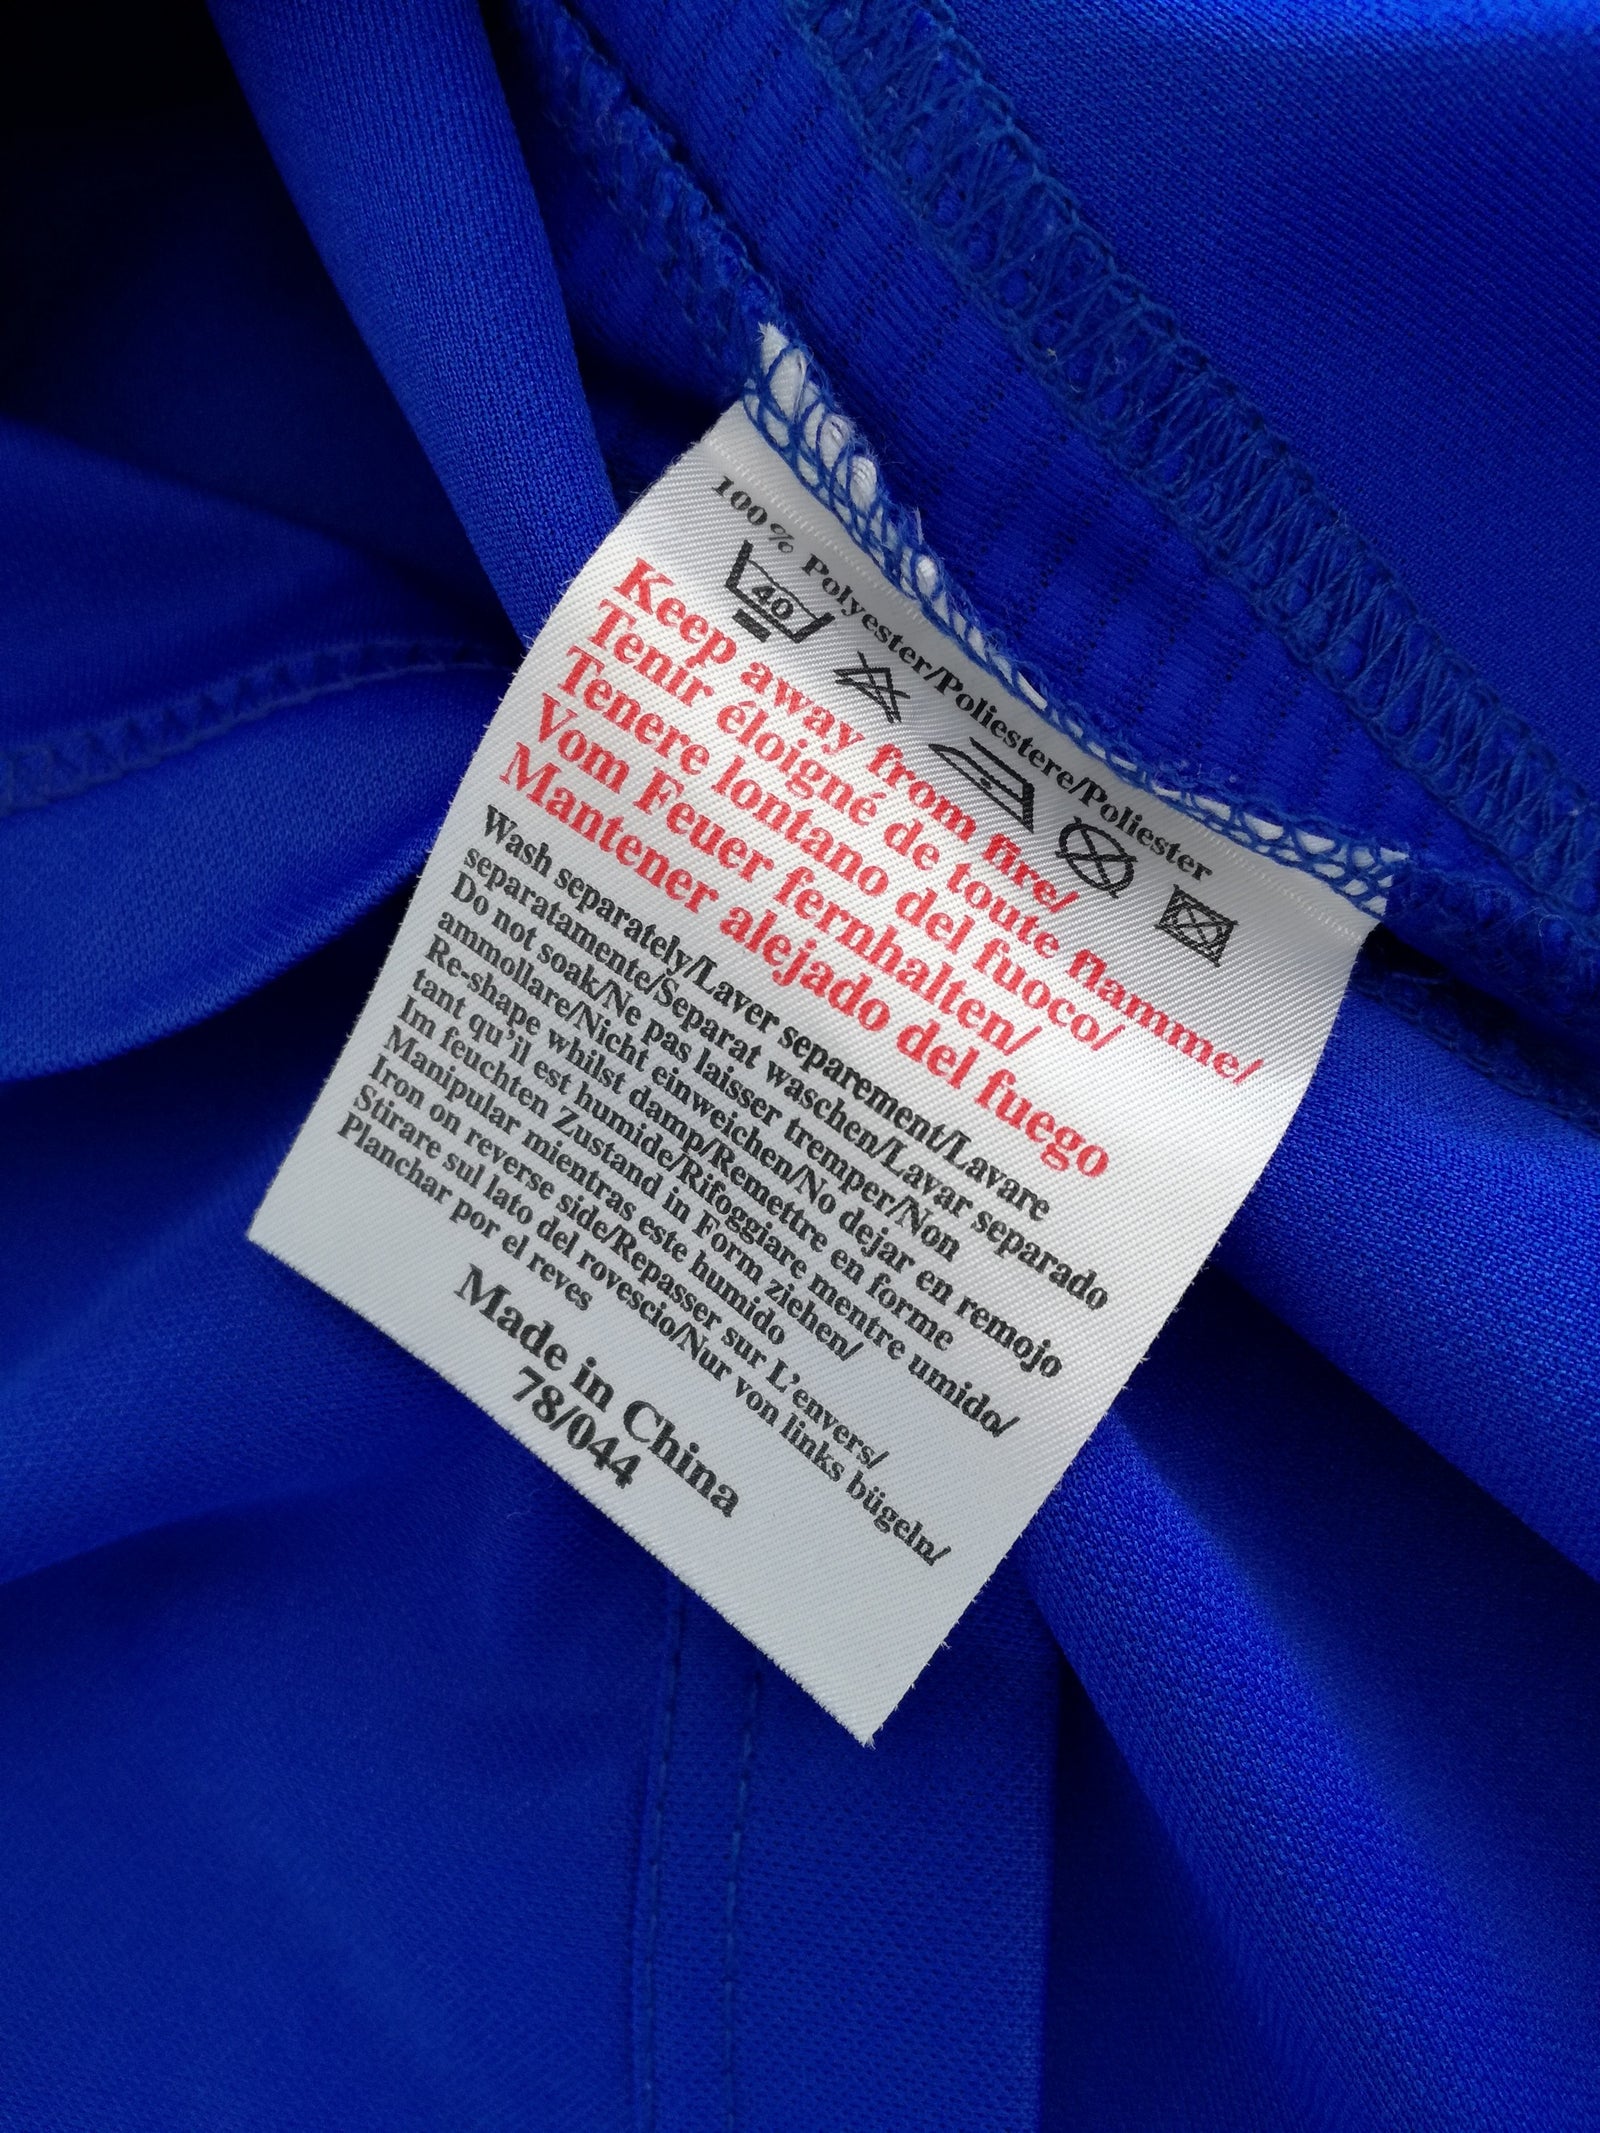 100% Polyester/Poliestere/Poliester
40
Keep away from fire/
Tenir éloigné de toute flamme/
Tenere lontano del fuoco/
Vom Feuer fernhalten/
Mantener alejado del fuego
Wash separately/Laver separement/Lavare
separatamente/Separat waschen/Lavar separado
Do not soak/Ne pas laisser tremper/Non
ammollare/Nicht einweichen/No dejar en remojo
Re-shape whilst damp/Remettre en forme
tant qu'il est humide/Rifoggiare mentre umido/
Im feuchten Zustand in Form ziehen/
Manipular mientras este humido
Iron on reverse side/Repasser sur L'envers/
Stirare sul lato del rovescio/Nur von links bügeln/
Planchar por el reves
Made in China
78/044